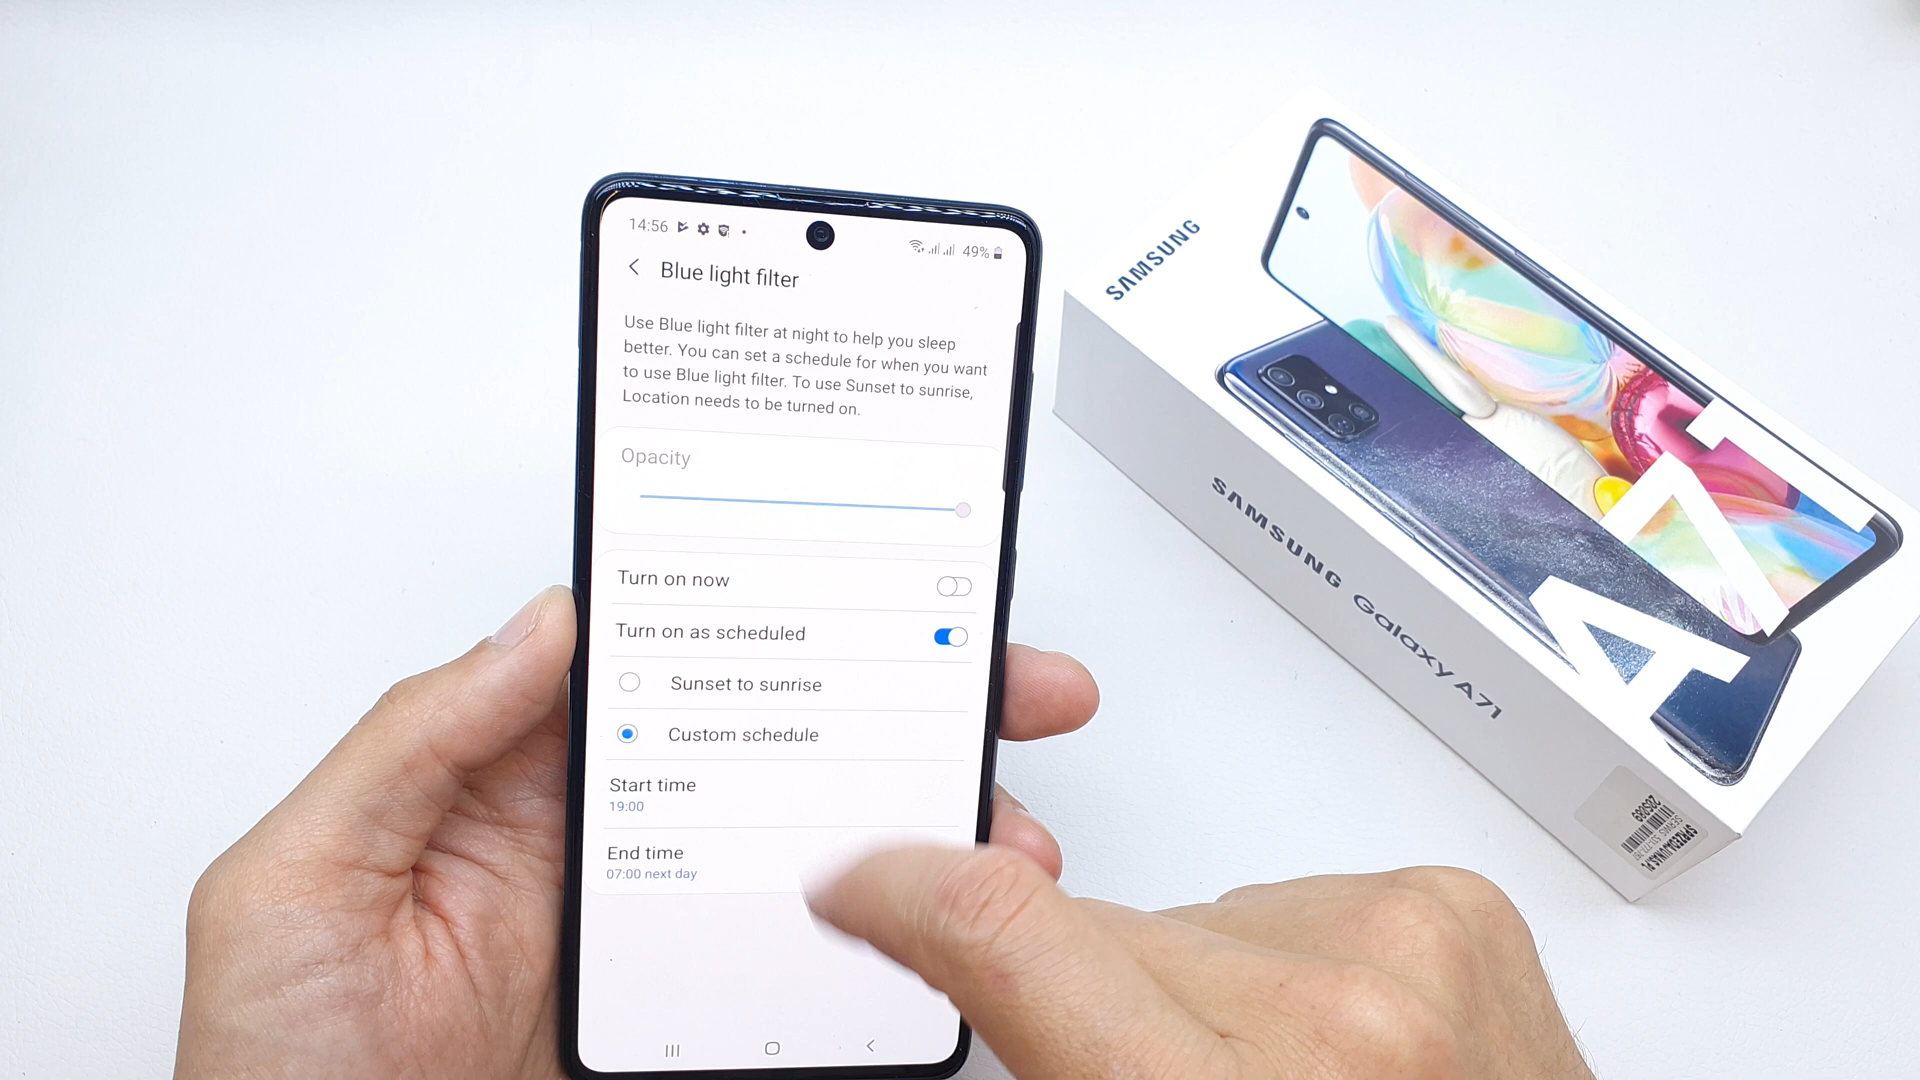 14:56
49%
Blue light filter
Use Blue light filter at night to help you sleep
better. You can set a schedule for when you want
to use Blue light filter. To use Sunset to sunrise,
Location needs to be turned on.
Opacity
Turn on now
Turn on as scheduled
Sunset to sunrise
Custom schedule
Start time
19:00
End time
07:00 next day
SAMSUNG
A71
SAMSUNG Galaxy A71